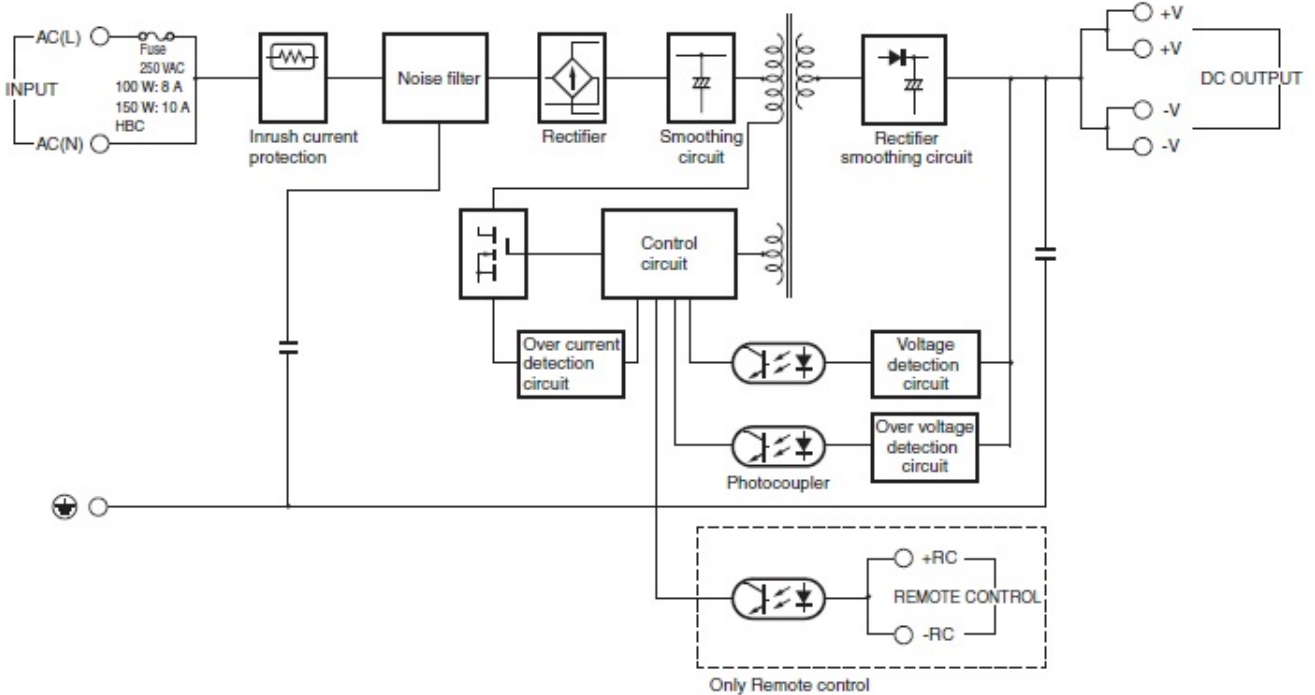 AC(L)
Fuse
250 VAC
100 W: 8 A
150 W: 10 A
HBC
INPUT
AC(N)
Inrush current
protection
Noise filter
Rectifier
Smoothing
circuit
Rectifier
smoothing circuit
+V
+V
DC OUTPUT
-V
-V
Control
circuit
Over current
detection
circuit
Voltage
detection
circuit
Over voltage
detection
circuit
Photocoupler
+RC
REMOTE CONTROL
-RC
Only Remote control